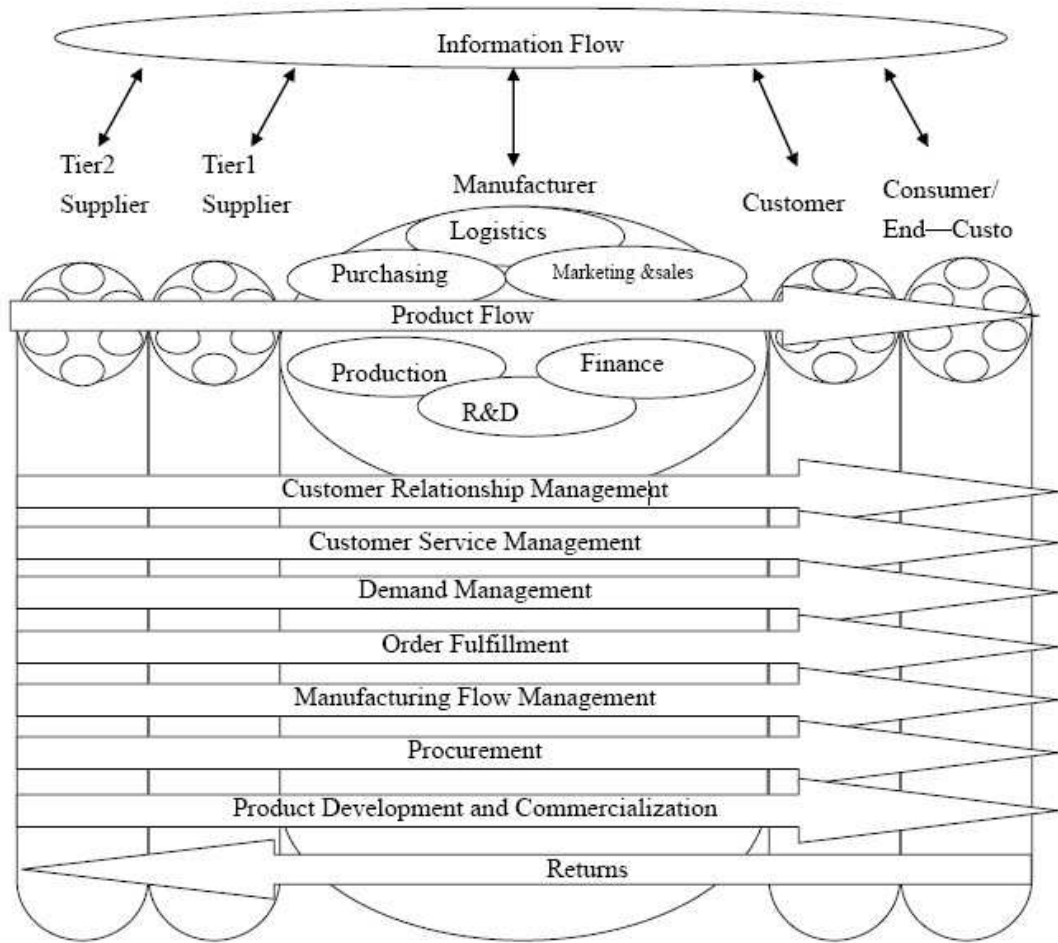 Information Flow
Tier2
Supplier
Tier1
Supplier
Manufacturer
Customer
Consumer/
End—Custo
Logistics
Purchasing
Marketing &sales
Product Flow
Production
Finance
R&D
Customer Relationship Management
Customer Service Management
Demand Management
Order Fulfillment
Manufacturing Flow Management
Procurement
Product Development and Commercialization
Returns